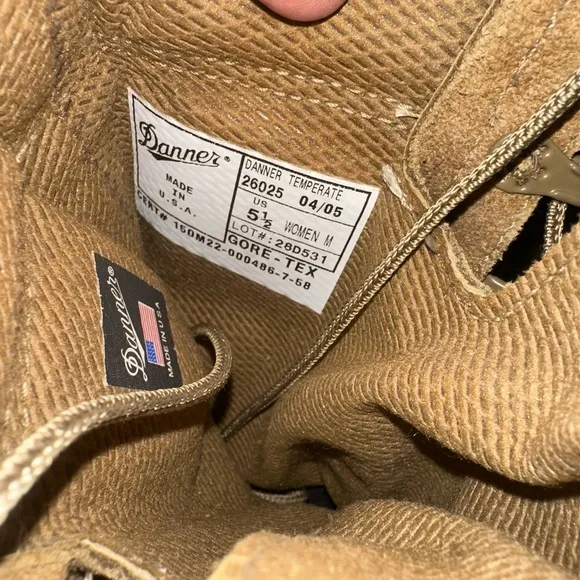 Danner®
MADE
IN
U.S.A.
DANNER TEMPERATE
26025 04/05
US
5½ WOMEN M
LOT#: 28D531
GORE-TEX
CERT# 150M22-000486-7-58
Danner®
MADE IN USA